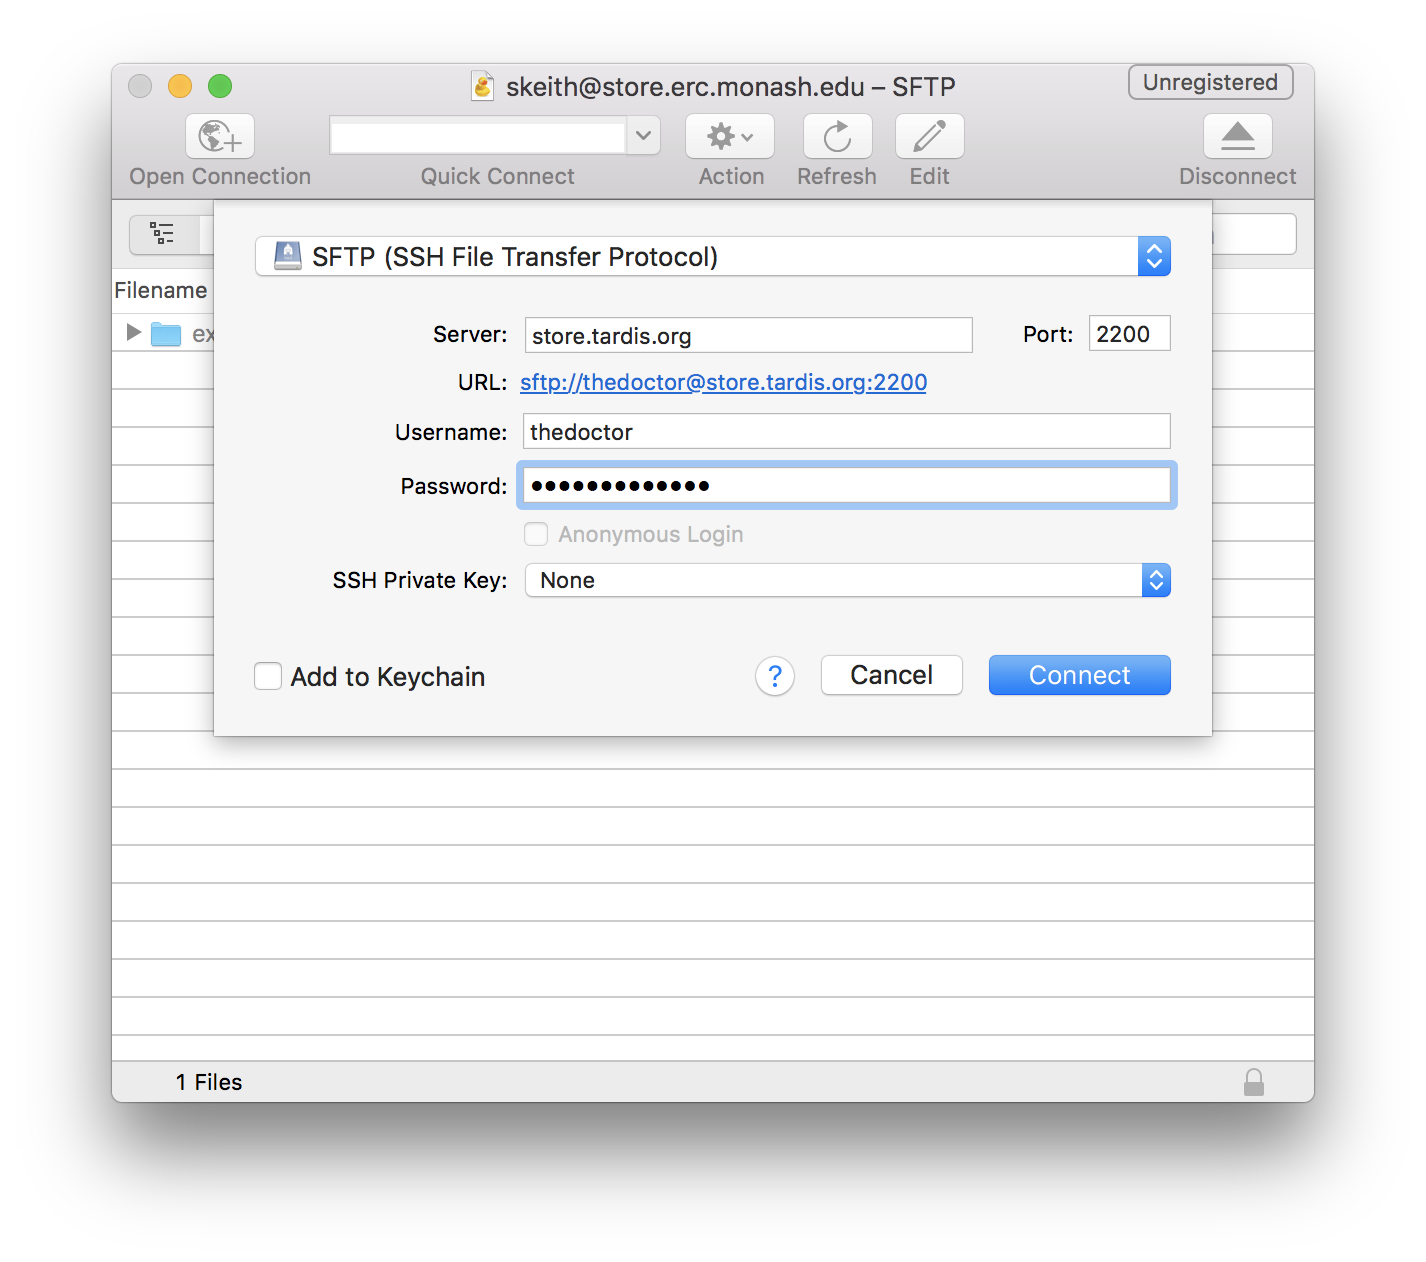 skeith@store.erc.monash.edu – SFTP
Unregistered
Open Connection
Quick Connect
Action
Refresh
Edit
Disconnect
SFTP (SSH File Transfer Protocol)
Filename
Server: store.tardis.org Port: 2200
ex
URL: sftp://thedoctor@store.tardis.org:2200
Username: thedoctor
Password: •••••••••••••
Anonymous Login
SSH Private Key: None
Add to Keychain
?
Cancel
Connect
1 Files